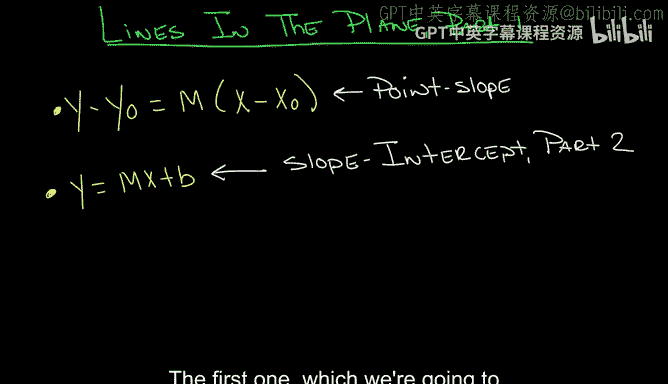 GPT中英字幕课程资源@bilibili.com
GPT中英字幕课程资源 bilibili
Lines In The Plane Part 1
• y - y₀ = M(x - x₀) ← Point-slope
• y = Mx+b ← Slope-Intercept, Part 2
The first one, which we're going to